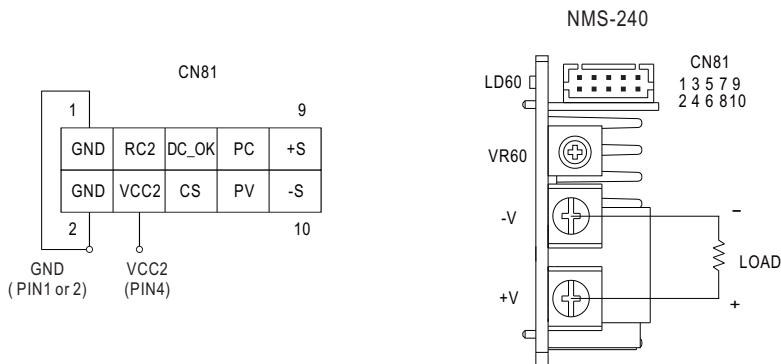 NMS-240
CN81
1 9
GND RC2 DC_OK PC +S
GND VCC2 CS PV -S
2 10
GND
( PIN1 or 2)
VCC2
(PIN4)
LD60
CN81
1 3 5 7 9
2 4 6 8 10
VR60
-V
+V
−
LOAD
+